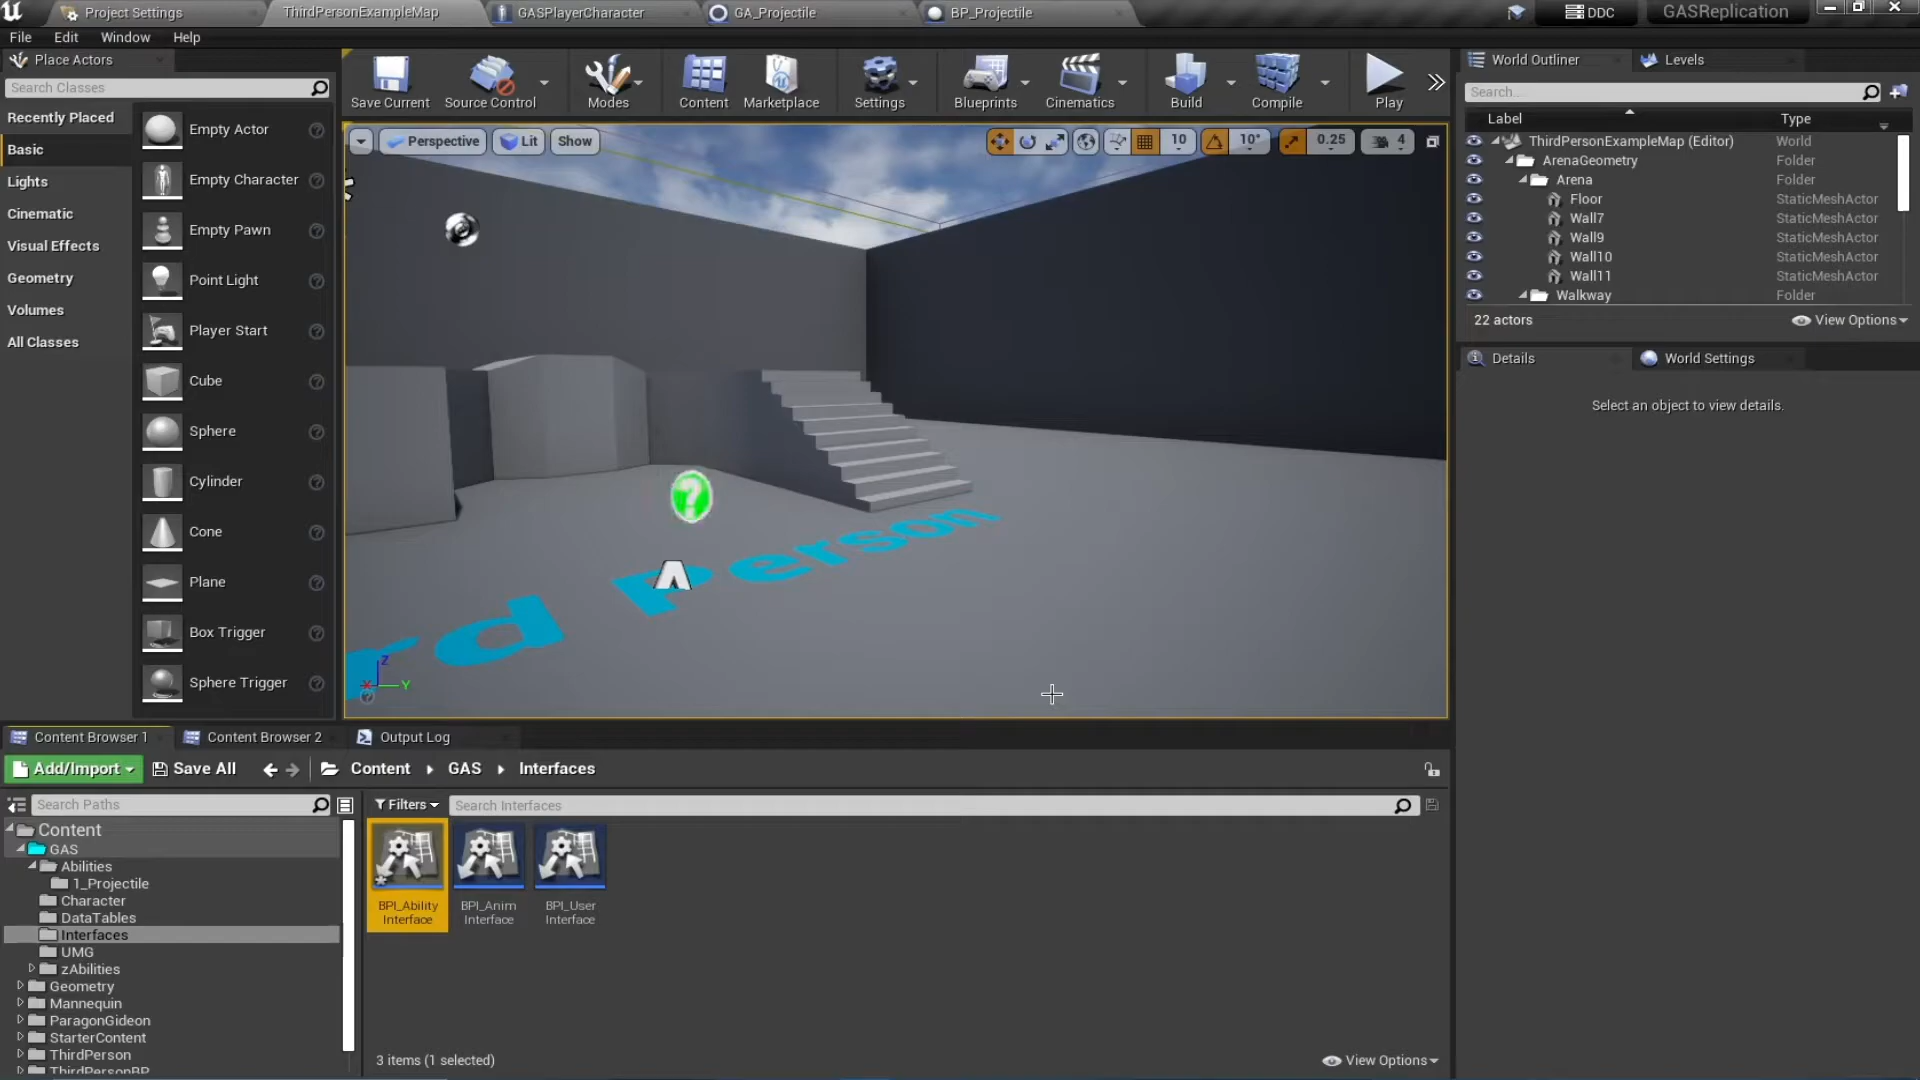 Project Settings
ThirdPersonExampleMap
GASPlayerCharacter
GA_Projectile
BP_Projectile
DDC
GASReplication
File Edit Window Help
Place Actors
Search Classes
Recently Placed
Basic
Lights
Cinematic
Visual Effects
Geometry
Volumes
All Classes
Empty Actor
Empty Character
Empty Pawn
Point Light
Player Start
Cube
Sphere
Cylinder
Cone
Plane
Box Trigger
Sphere Trigger
Save Current
Source Control
Modes
Content
Marketplace
Settings
Blueprints
Cinematics
Build
Compile
Play
Perspective
Lit
Show
10
10°
0.25
4
rd Person
Z
X
Y
World Outliner
Levels
Search...
Label Type
ThirdPersonExampleMap (Editor) World
ArenaGeometry Folder
Arena Folder
Floor StaticMeshActor
Wall7 StaticMeshActor
Wall9 StaticMeshActor
Wall10 StaticMeshActor
Wall11 StaticMeshActor
Walkway Folder
22 actors
View Options
Details
World Settings
Select an object to view details.
Content Browser 1
Content Browser 2
Output Log
Add/Import
Save All
Content
GAS
Interfaces
Search Paths
Filters
Search Interfaces
Content
GAS
Abilities
1_Projectile
Character
DataTables
Interfaces
UMG
zAbilities
Geometry
Mannequin
ParagonGideon
StarterContent
ThirdPerson
ThirdPersonBP
BPI_Ability
Interface
BPI_Anim
Interface
BPI_User
Interface
3 items (1 selected)
View Options